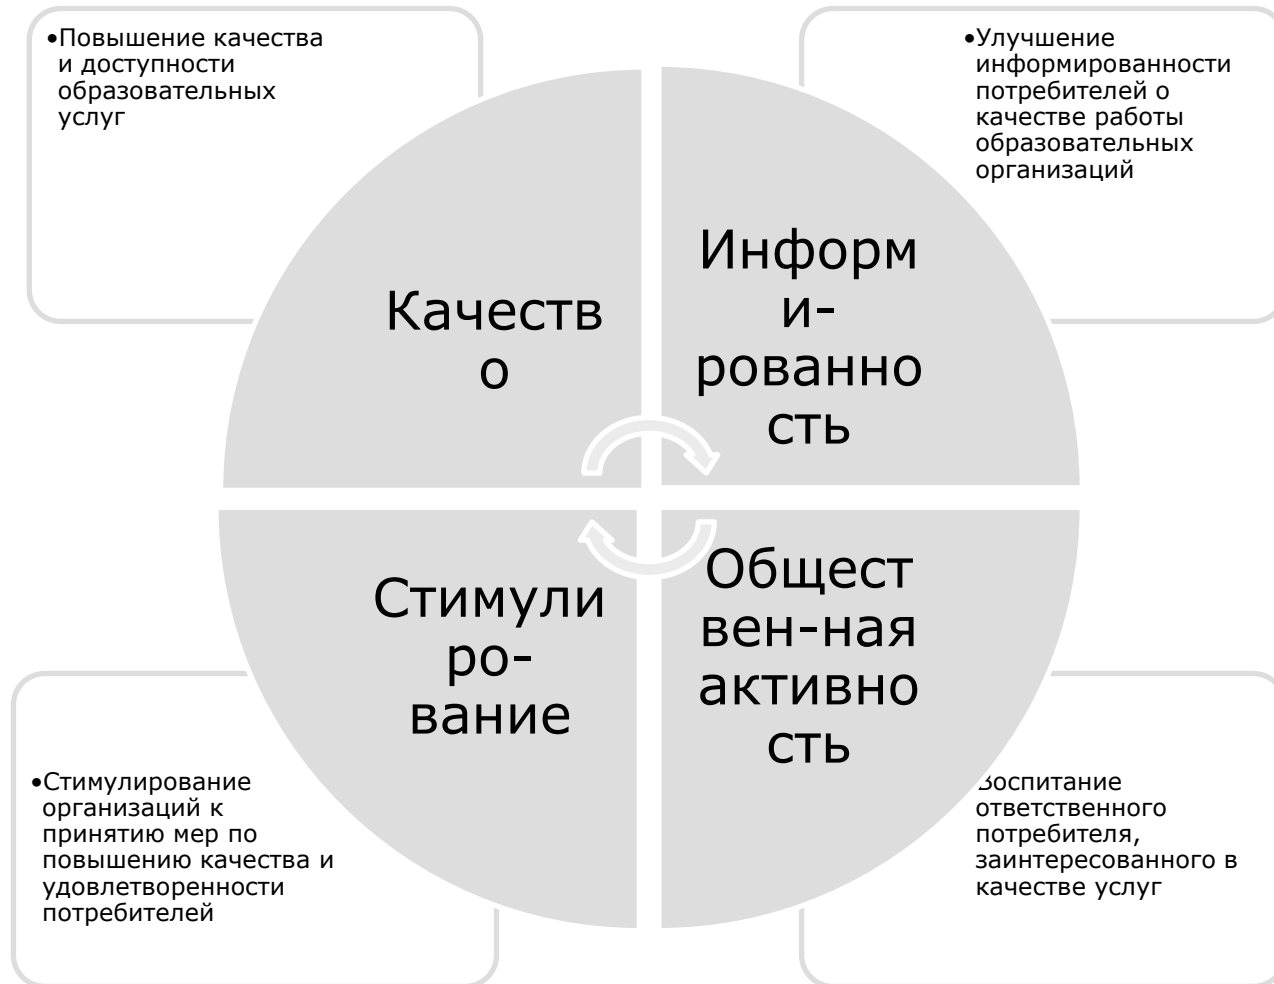 •Повышение качества
и доступности
образовательных
услуг
•Улучшение
информированности
потребителей о
качестве работы
образовательных
организаций
Качеств
о
Информ
и-
рованно
сть
Стимули
ро-
вание
Общест
вен-ная
активно
сть
•Стимулирование
организаций к
принятию мер по
повышению качества и
удовлетворенности
потребителей
Воспитание
ответственного
потребителя,
заинтересованного в
качестве услуг